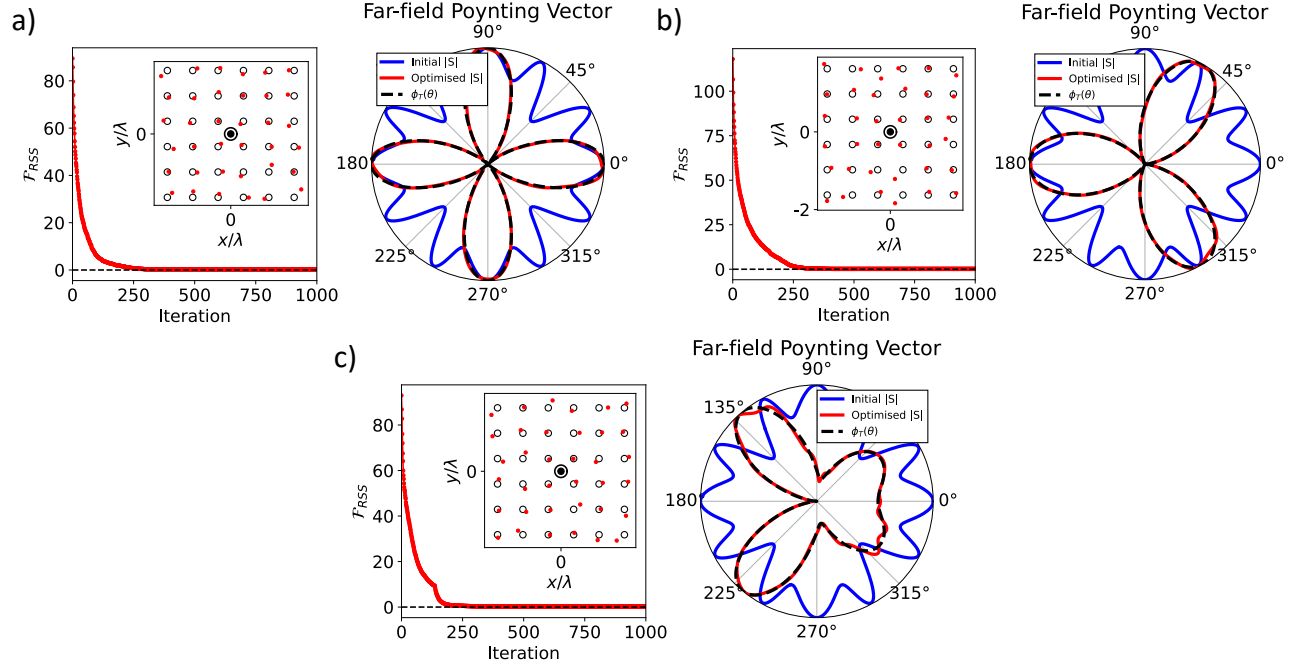 a)
80
60
40
20
0
ℱRSS
0 250 500 750 1000
Iteration
y/λ
0
0
x/λ
Far-field Poynting Vector
90°
180°
0°
225°
315°
270°
Initial |S|
Optimised |S|
ϕT(θ)
b)
100
75
50
25
0
ℱRSS
0 250 500 750 1000
Iteration
y/λ
0
-2
0
x/λ
Far-field Poynting Vector
90°
45°
180°
0°
225°
315°
270°
Initial |S|
Optimised |S|
ϕT(θ)
45°
c)
80
60
40
20
0
ℱRSS
0 250 500 750 1000
Iteration
y/λ
0
0
x/λ
Far-field Poynting Vector
90°
135°
180°
0°
225°
315°
270°
Initial |S|
Optimised |S|
ϕT(θ)